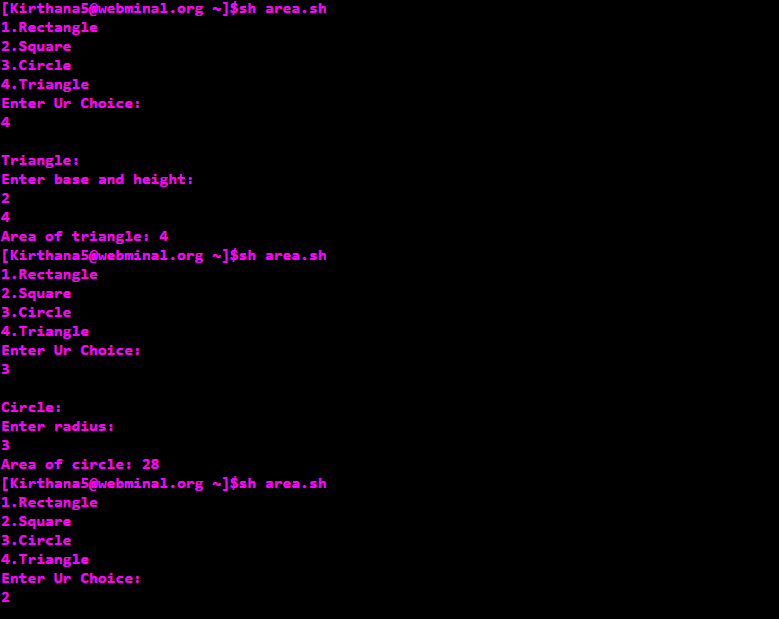 [Kirthana5@webminal.org ~]$sh area.sh
1.Rectangle
2.Square
3.Circle
4.Triangle
Enter Ur Choice:
4
Triangle:
Enter base and height:
2
4
Area of triangle: 4
[Kirthana5@webminal.org ~]$sh area.sh
1.Rectangle
2.Square
3.Circle
4.Triangle
Enter Ur Choice:
3
Circle:
Enter radius:
3
Area of circle: 28
[Kirthana5@webminal.org ~]$sh area.sh
1.Rectangle
2.Square
3.Circle
4.Triangle
Enter Ur Choice:
2